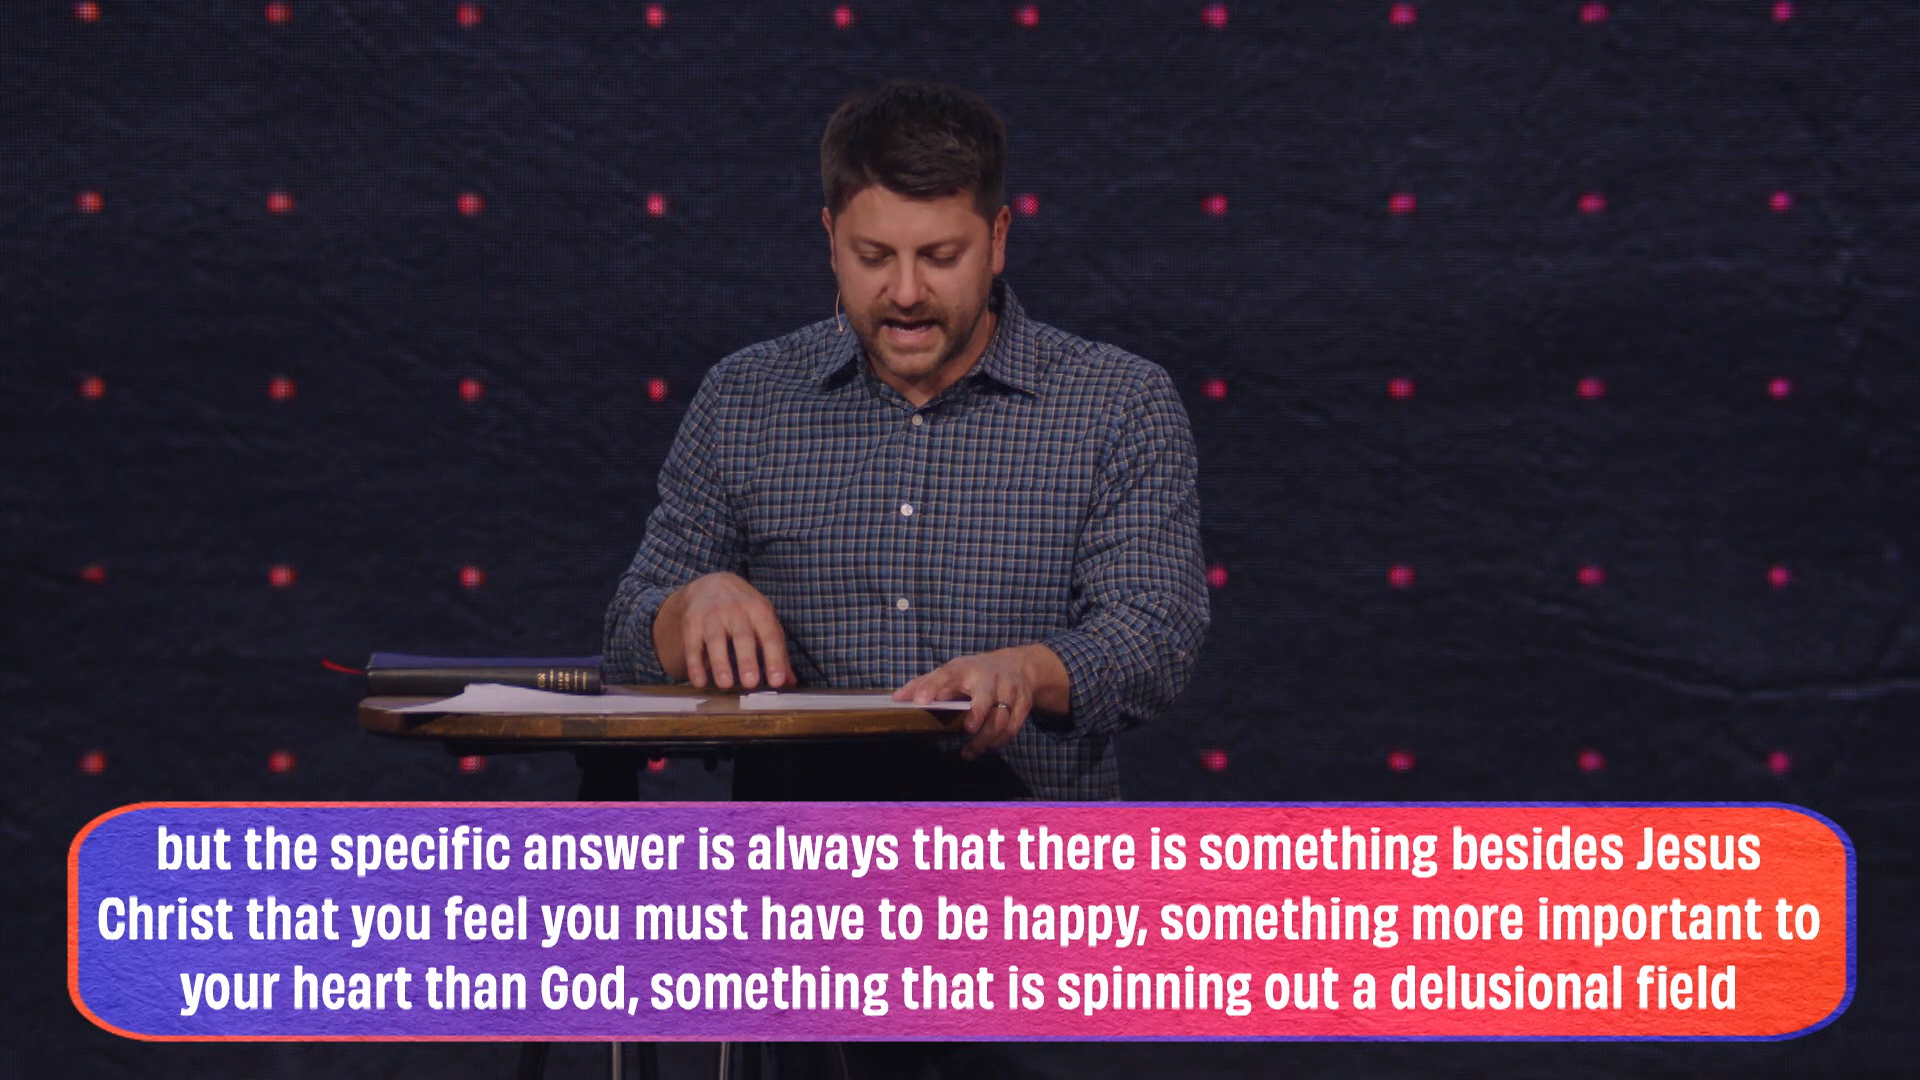 but the specific answer is always that there is something besides Jesus
Christ that you feel you must have to be happy, something more important to
your heart than God, something that is spinning out a delusional field